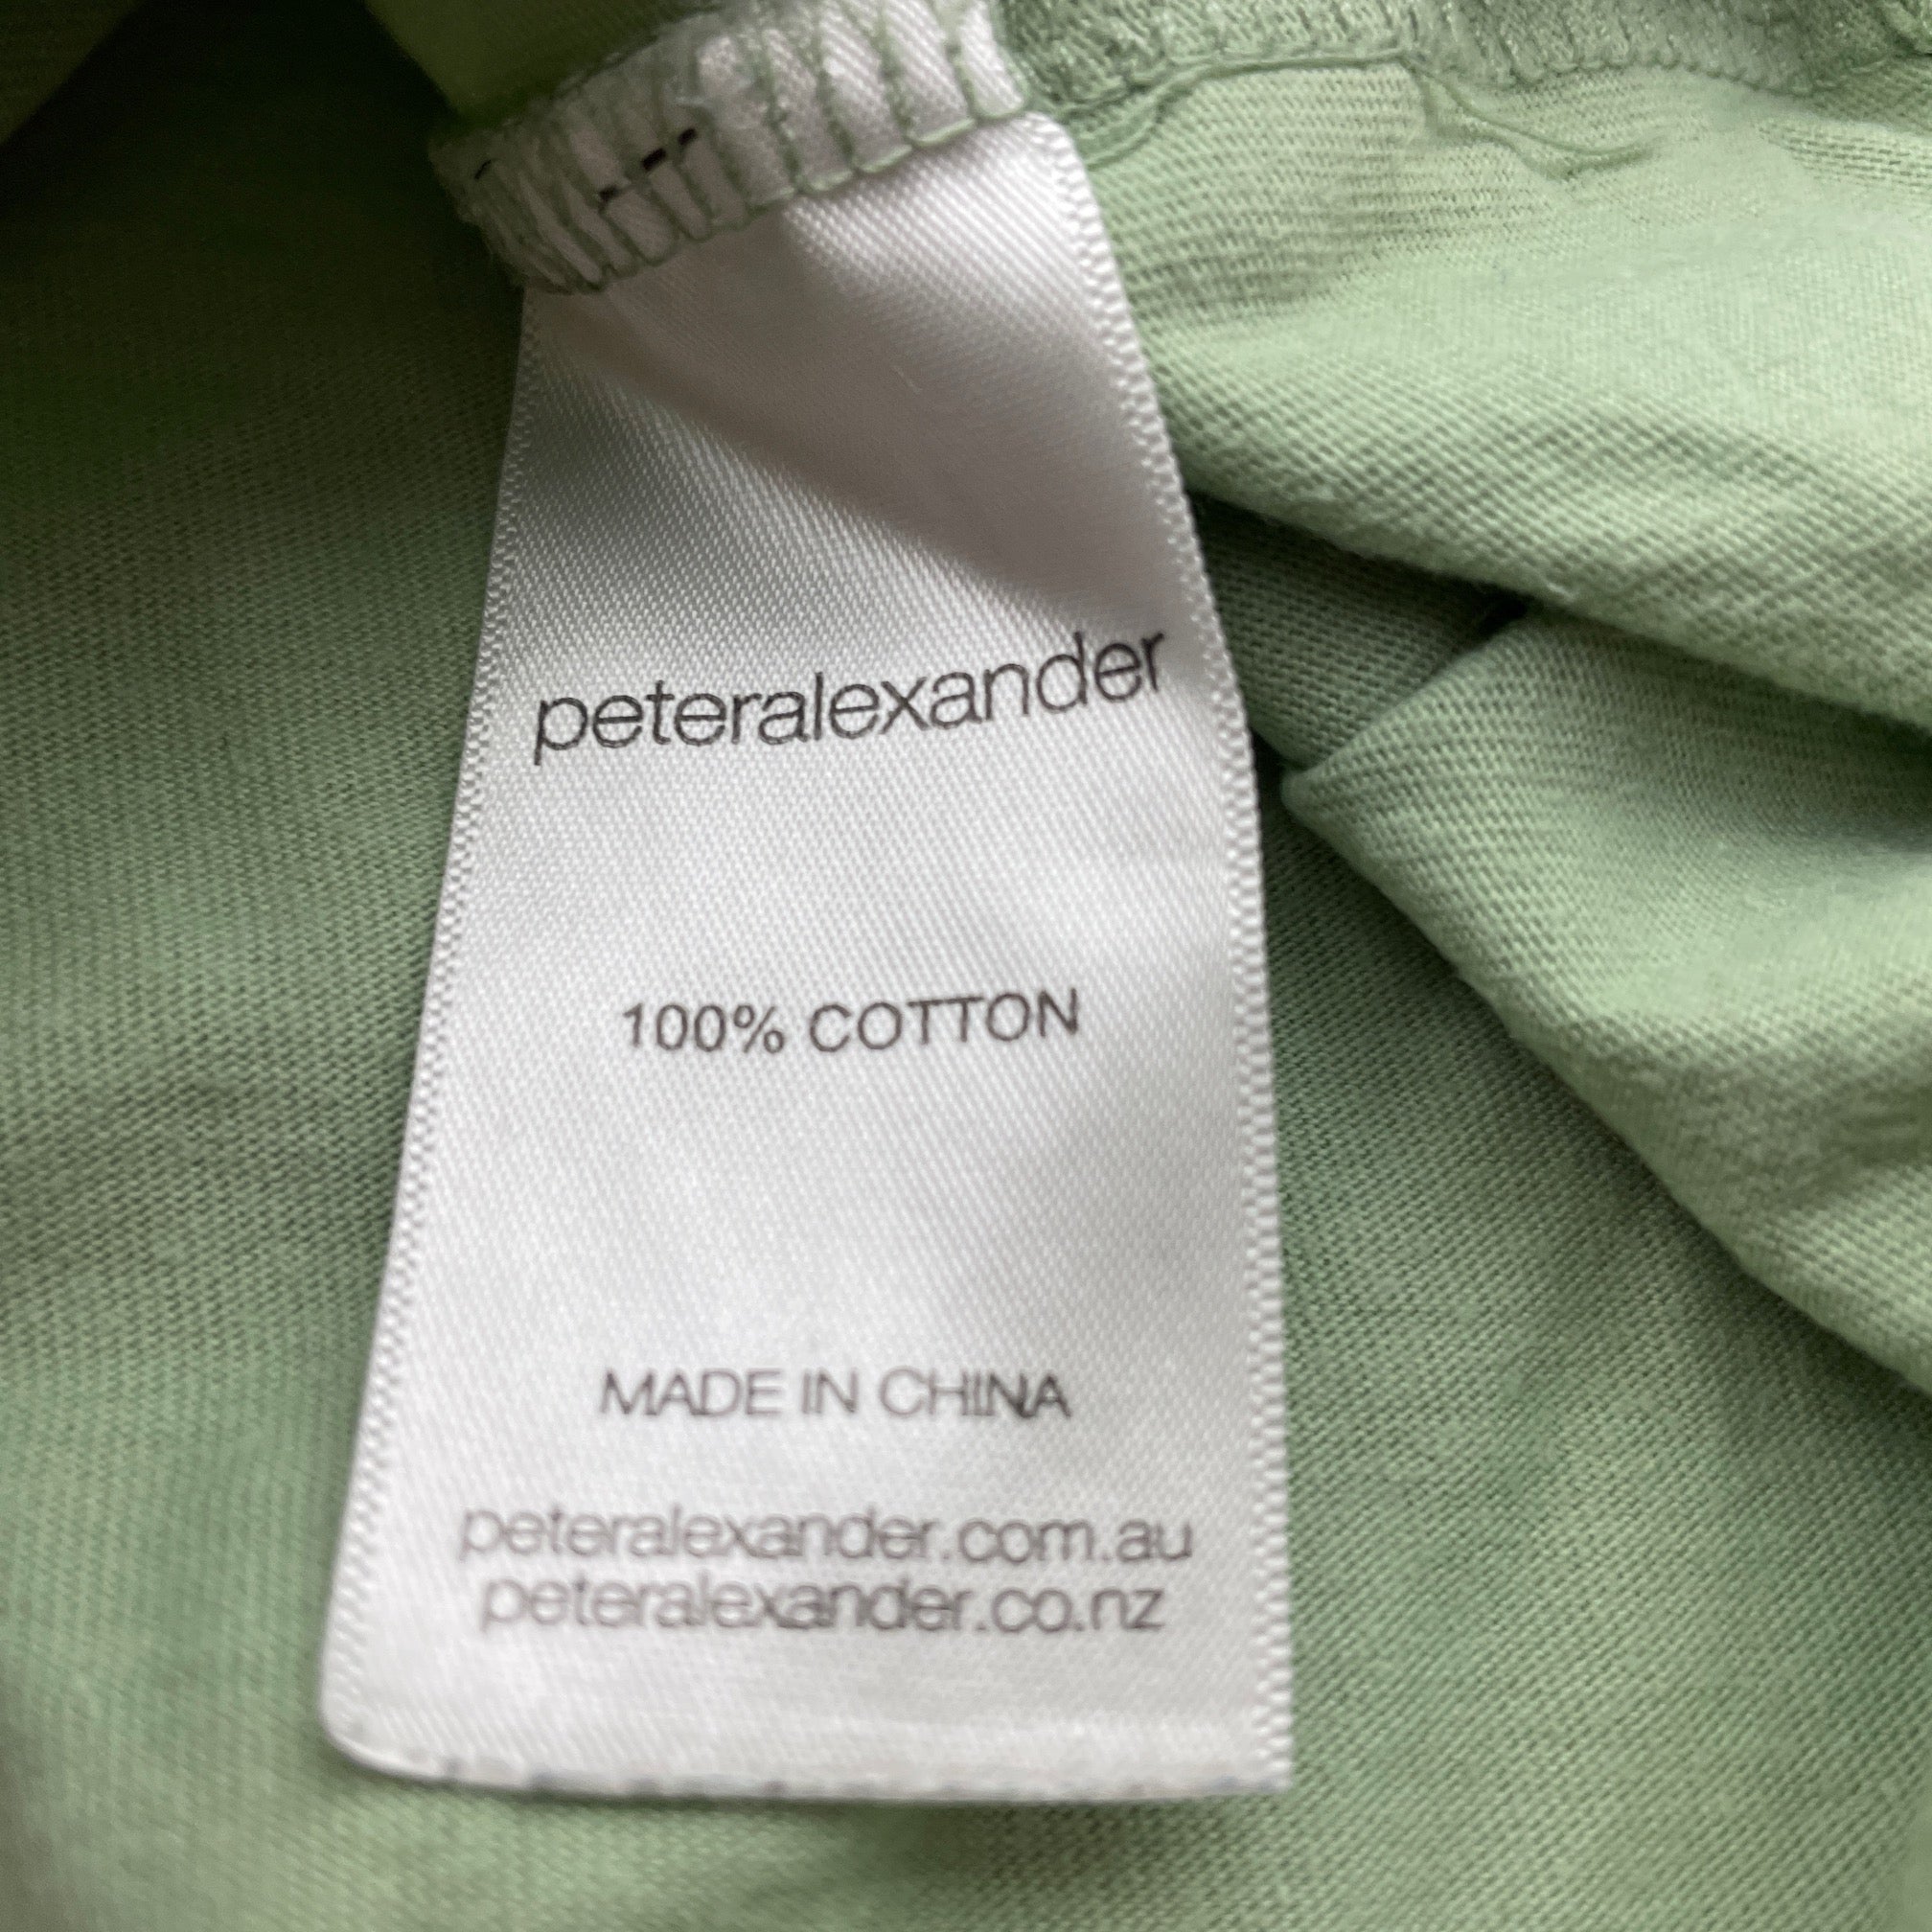 peteralexander
100% COTTON
MADE IN CHINA
peteralexander.com.au
peteralexander.co.nz